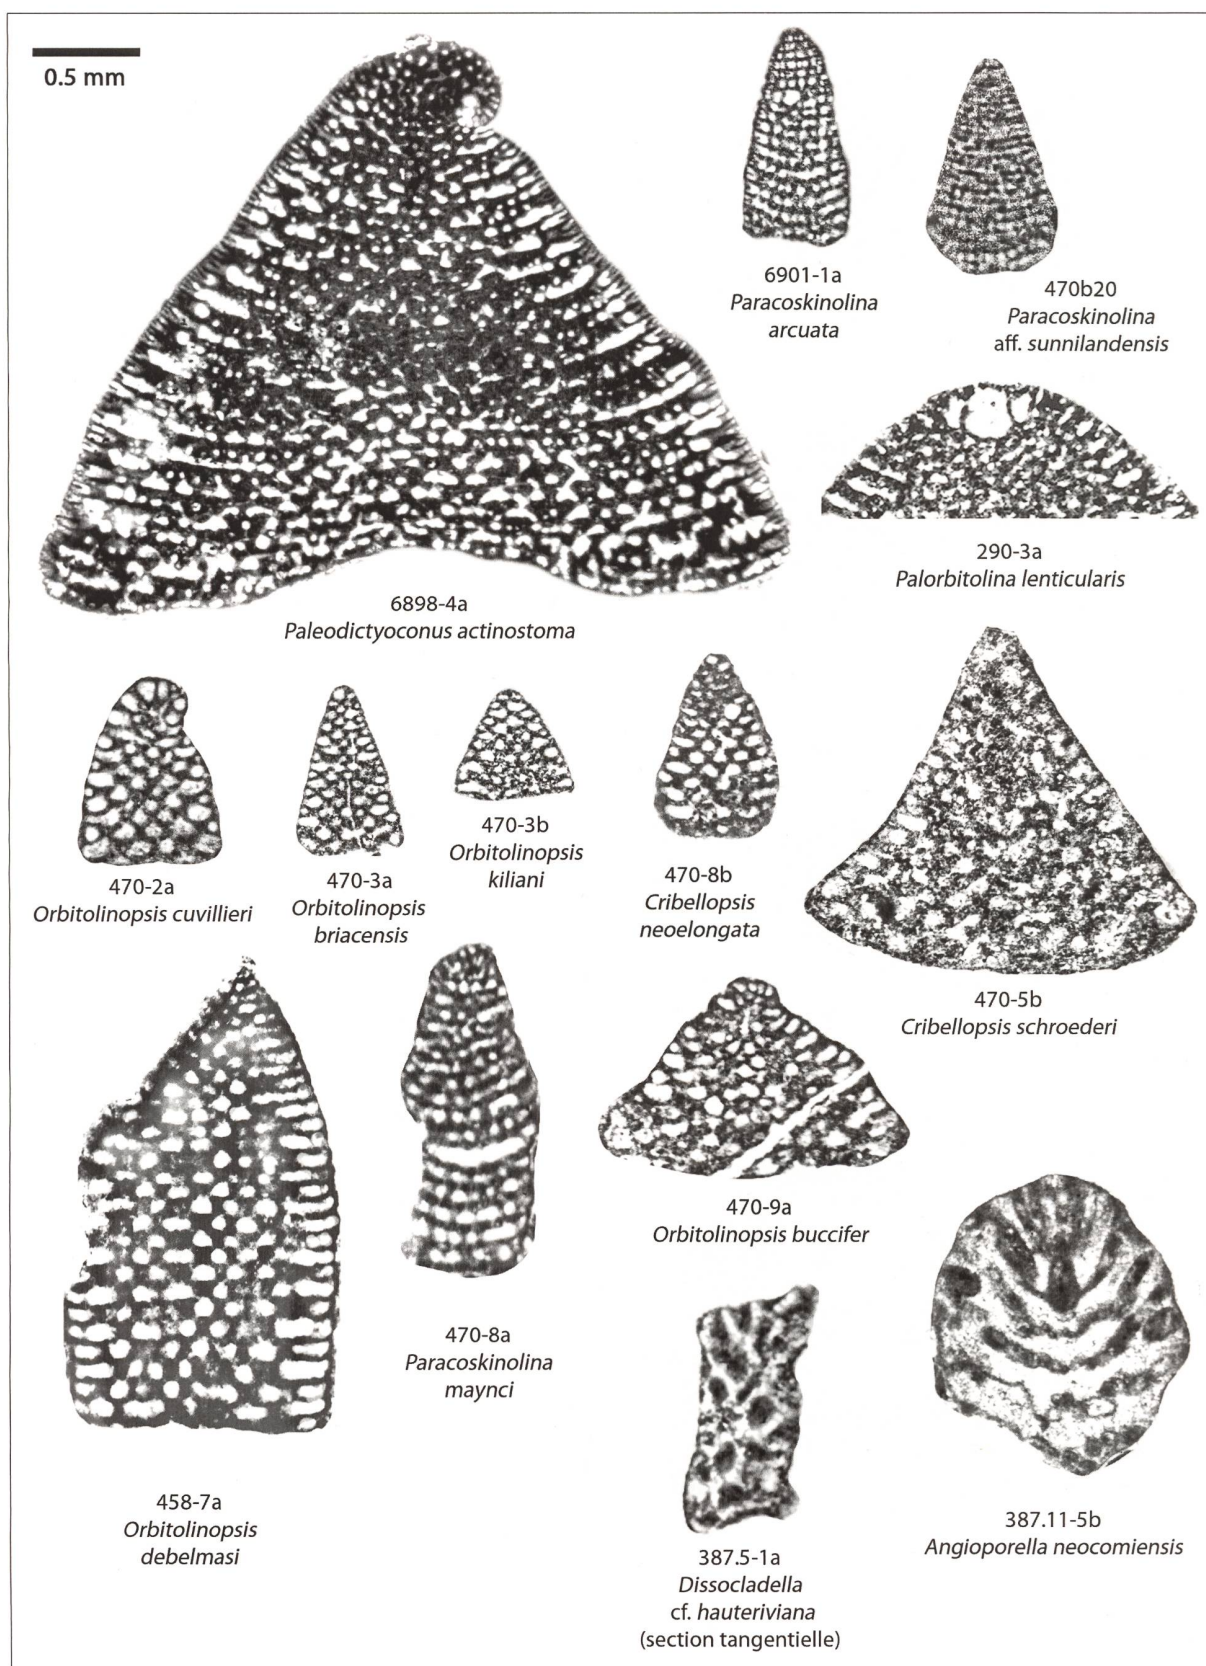 0.5 mm
6901-1a
Paracoskinolina
arcuata
470b20
Paracoskinolina
aff. sunnilandensis
290-3a
Palorbitolina lenticularis
6898-4a
Paleodictyoconus actinostoma
470-2a
Orbitolinopsis cuvillieri
470-3a
Orbitolinopsis
briacensis
470-3b
Orbitolinopsis
kiliani
470-8b
Cribellopsis
neoelongata
470-5b
Cribellopsis schroederi
458-7a
Orbitolinopsis
debelmasi
470-8a
Paracoskinolina
maynci
470-9a
Orbitolinopsis buccifer
387.5-1a
Dissocladella
cf. hauteriviana
(section tangentielle)
387.11-5b
Angioporella neocomiensis